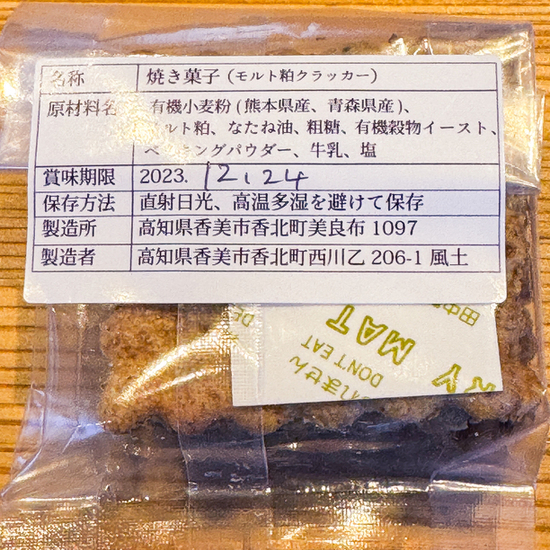 名称 焼き菓子（モルト粕クラッカー）
原材料名 有機小麦粉（熊本県産、青森県産）、
モルト粕、なたね油、粗糖、有機穀物イースト、
ベーキングパウダー、牛乳、塩
賞味期限 2023. 12.24
保存方法 直射日光、高温多湿を避けて保存
製造所 高知県香美市香北町美良布 1097
製造者 高知県香美市香北町西川乙 206-1 風土
DON'T EAT
MAT